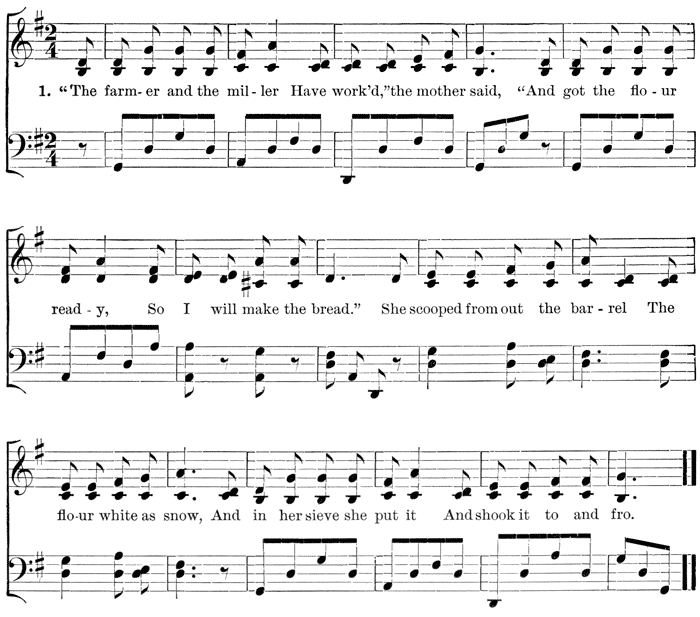 1. “The farm- er and the mil - ler Have work’d,”the mother said, “And got the flo - ur
read - y, So I will make the bread.” She scooped from out the bar - rel The
flo-ur white as snow, And in her sieve she put it And shook it to and fro.